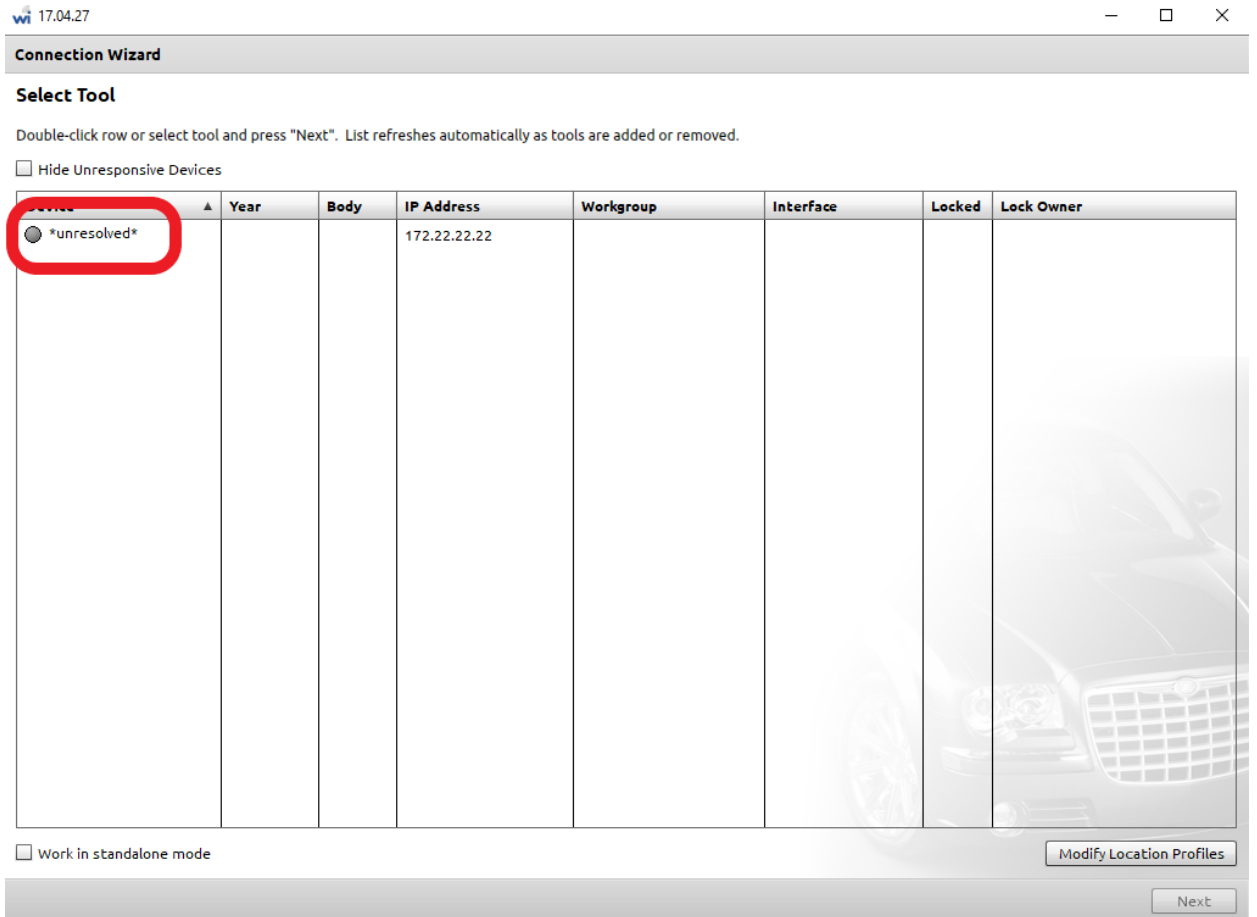 wi 17.04.27
Connection Wizard
Select Tool
Double-click row or select tool and press "Next". List refreshes automatically as tools are added or removed.
Hide Unresponsive Devices
Device Year Body IP Address Workgroup Interface Locked Lock Owner
*unresolved* 172.22.22.22
Work in standalone mode Modify Location Profiles
Next